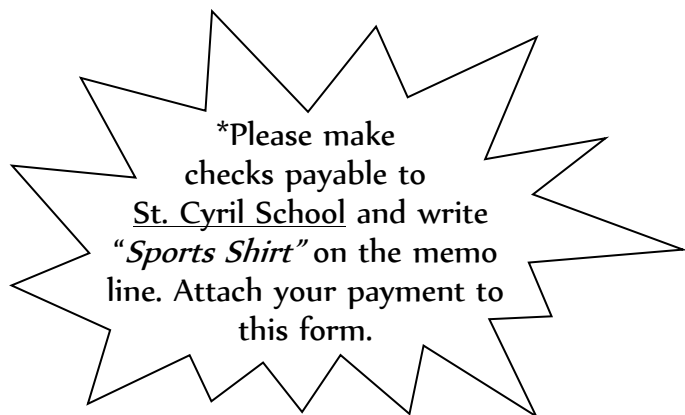 *Please make
checks payable to
St. Cyril School and write
“Sports Shirt” on the memo
line. Attach your payment to
this form.